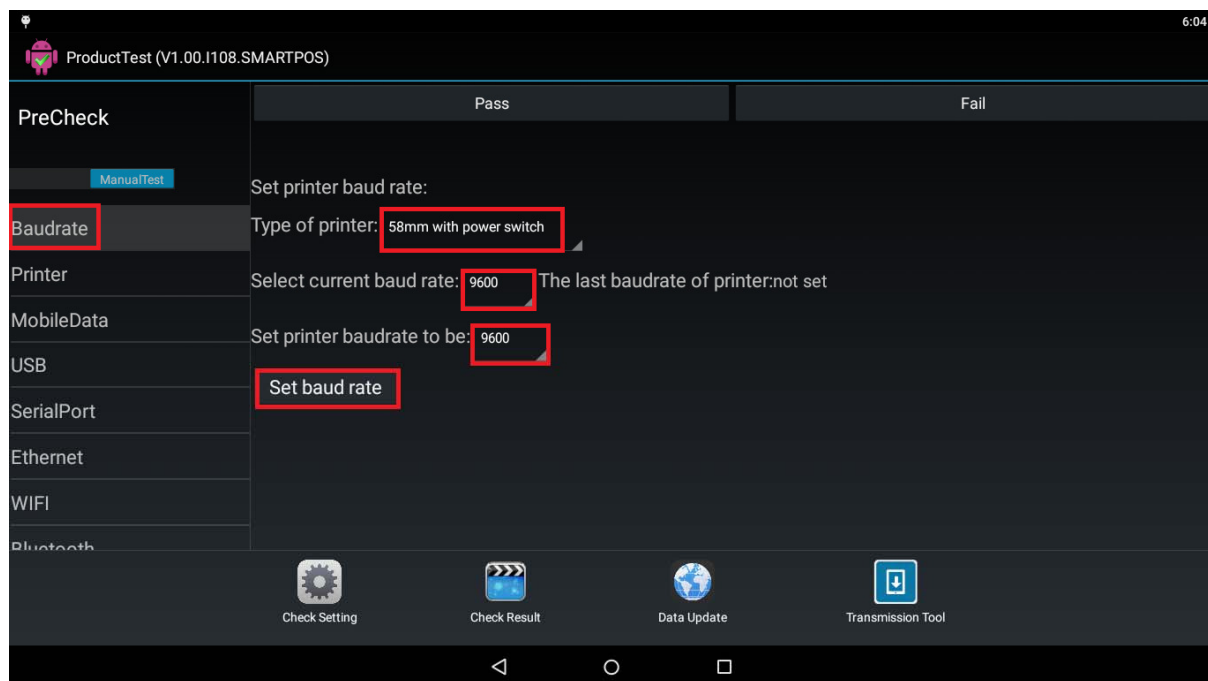 6:04
ProductTest (V1.00.I108.SMARTPOS)
PreCheck
Pass
Fail
ManualTest
Set printer baud rate:
Baudrate
Type of printer: 58mm with power switch
Printer
Select current baud rate: 9600 The last baudrate of printer:not set
MobileData
Set printer baudrate to be: 9600
USB
Set baud rate
SerialPort
Ethernet
WIFI
Bluetooth
Check Setting
Check Result
Data Update
Transmission Tool